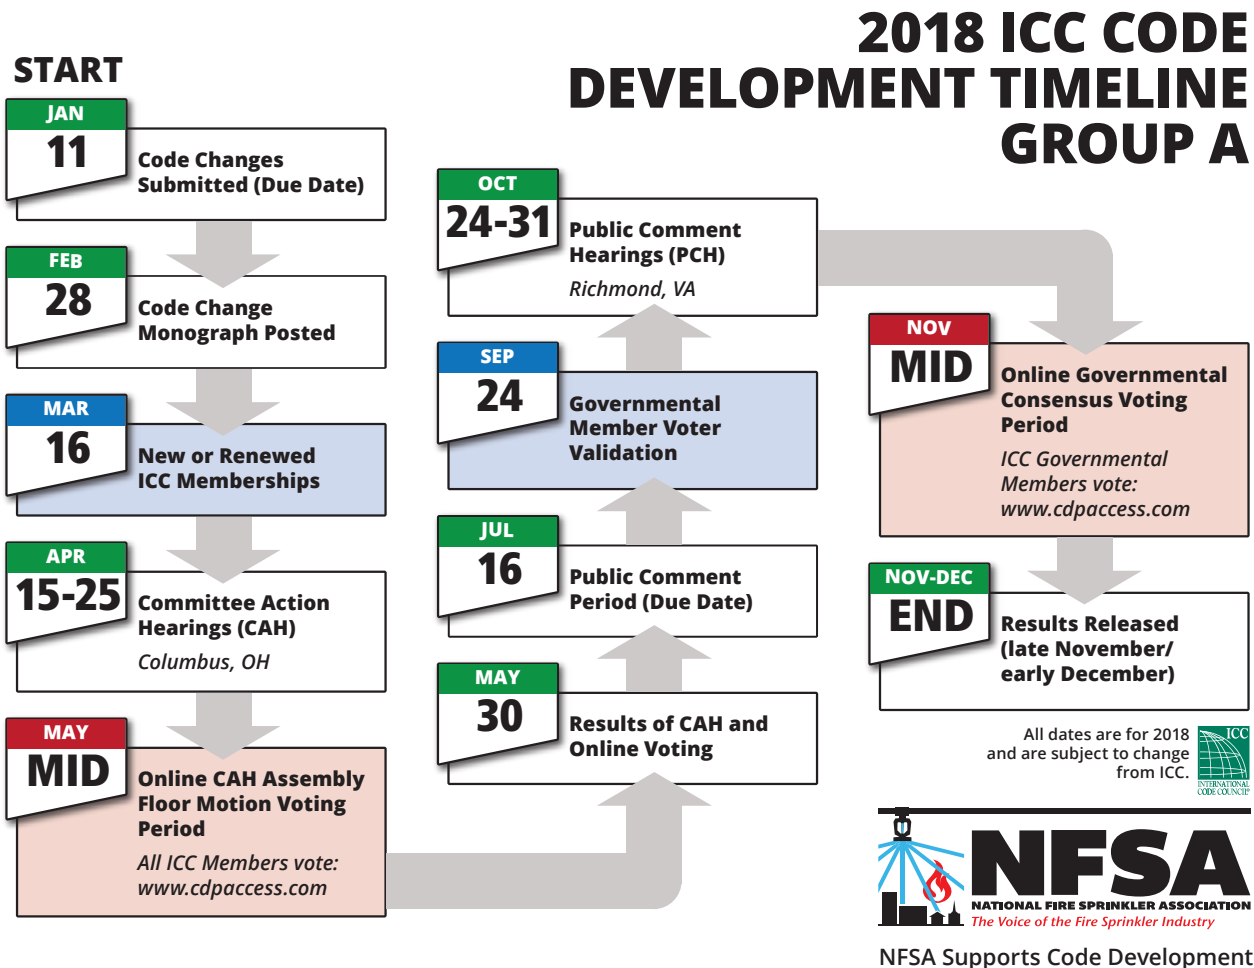 2018 ICC CODE
DEVELOPMENT TIMELINE
GROUP A
START
JAN
11
Code Changes
Submitted (Due Date)
FEB
28
Code Change
Monograph Posted
MAR
16
New or Renewed
ICC Memberships
APR
15-25
Committee Action
Hearings (CAH)
Columbus, OH
MAY
MID
Online CAH Assembly
Floor Motion Voting
Period
All ICC Members vote:
www.cdpaccess.com
MAY
30
Results of CAH and
Online Voting
JUL
16
Public Comment
Period (Due Date)
SEP
24
Governmental
Member Voter
Validation
OCT
24-31
Public Comment
Hearings (PCH)
Richmond, VA
NOV
MID
Online Governmental
Consensus Voting
Period
ICC Governmental
Members vote:
www.cdpaccess.com
NOV-DEC
END
Results Released
(late November/
early December)
All dates are for 2018
and are subject to change
from ICC.
ICC
INTERNATIONAL
CODE COUNCIL®
NFSA
NATIONAL FIRE SPRINKLER ASSOCIATION
The Voice of the Fire Sprinkler Industry
NFSA Supports Code Development